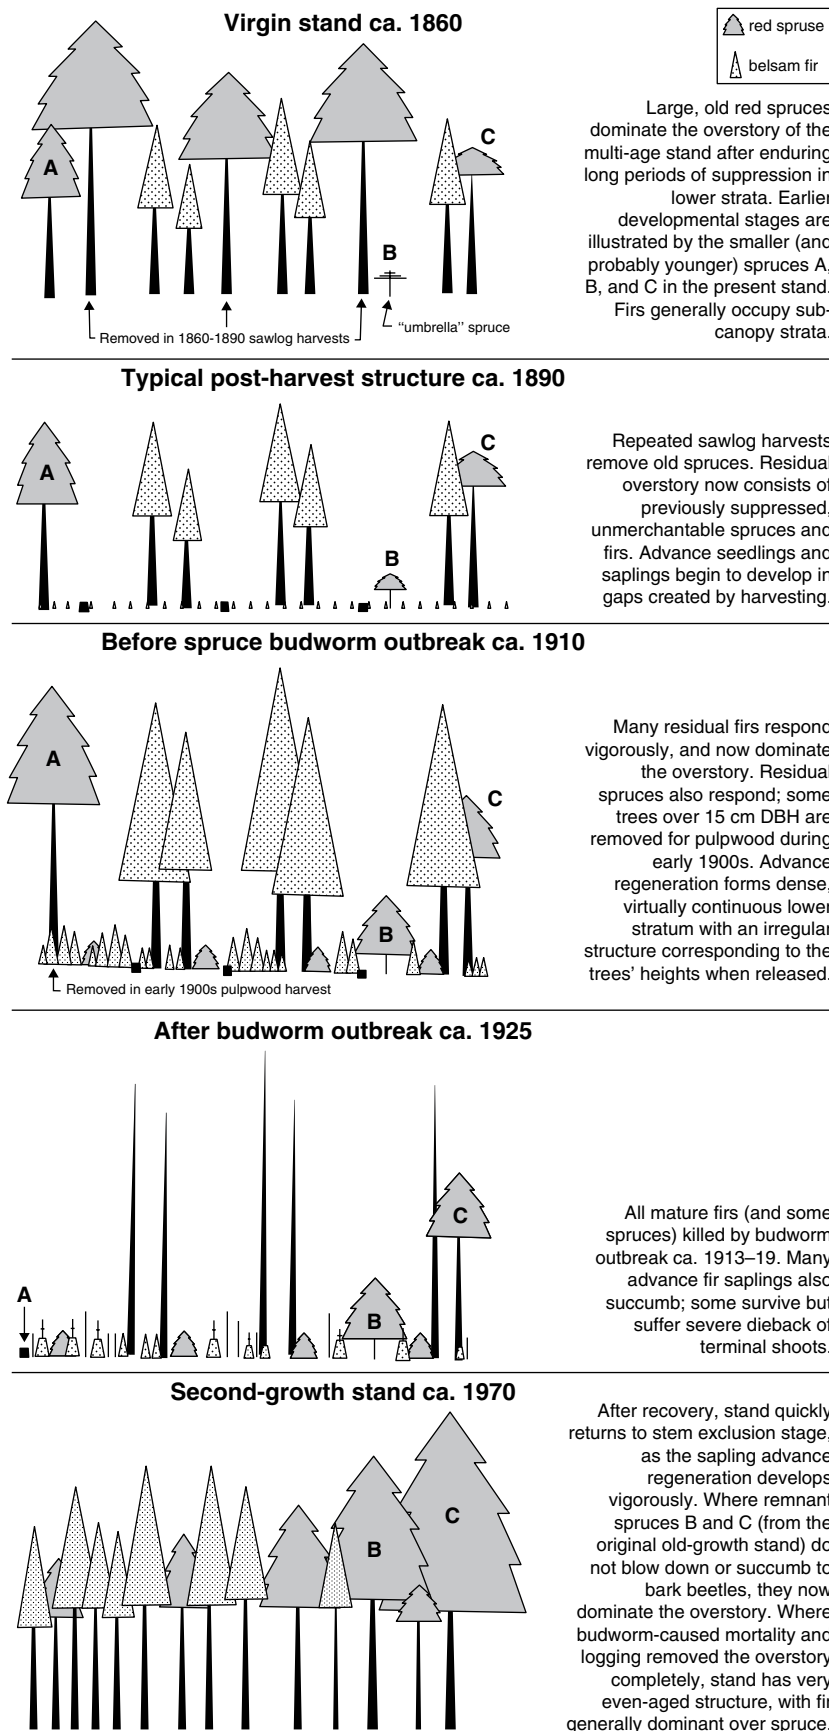 Virgin stand ca. 1860
red spruce
belsam fir
Large, old red spruces
dominate the overstory of the
multi-age stand after enduring
long periods of suppression in
lower strata. Earlier
developmental stages are
illustrated by the smaller (and
probably younger) spruces A,
B, and C in the present stand.
Firs generally occupy sub-
canopy strata.
A
B
C
Removed in 1860-1890 sawlog harvests
“umbrella” spruce
Typical post-harvest structure ca. 1890
A
B
C
Repeated sawlog harvests
remove old spruces. Residual
overstory now consists of
previously suppressed,
unmerchantable spruces and
firs. Advance seedlings and
saplings begin to develop in
gaps created by harvesting.
Before spruce budworm outbreak ca. 1910
A
B
C
Removed in early 1900s pulpwood harvest
Many residual firs respond
vigorously, and now dominate
the overstory. Residual
spruces also respond; some
trees over 15 cm DBH are
removed for pulpwood during
early 1900s. Advance
regeneration forms dense,
virtually continuous lower
stratum with an irregular
structure corresponding to the
trees’ heights when released.
After budworm outbreak ca. 1925
A
B
C
All mature firs (and some
spruces) killed by budworm
outbreak ca. 1913–19. Many
advance fir saplings also
succumb; some survive but
suffer severe dieback of
terminal shoots.
Second-growth stand ca. 1970
B
C
After recovery, stand quickly
returns to stem exclusion stage,
as the sapling advance
regeneration develops
vigorously. Where remnant
spruces B and C (from the
original old-growth stand) do
not blow down or succumb to
bark beetles, they now
dominate the overstory. Where
budworm-caused mortality and
logging removed the overstory
completely, stand has very
even-aged structure, with fir
generally dominant over spruce.